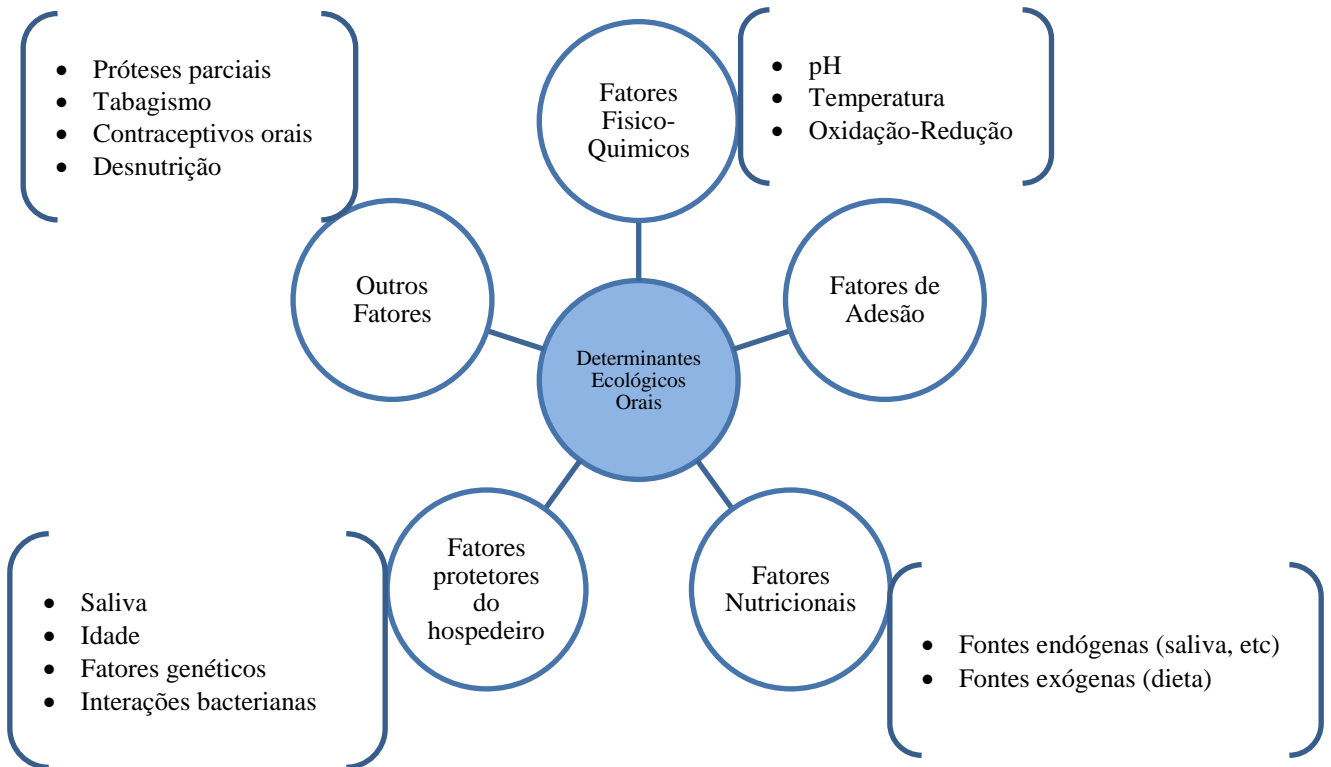 • Próteses parciais
• Tabagismo
• Contraceptivos orais
• Desnutrição
Fatores
Fisico-
Quimicos
• pH
• Temperatura
• Oxidação-Redução
Outros
Fatores
Fatores de
Adesão
Determinantes
Ecológicos
Orais
• Saliva
• Idade
• Fatores genéticos
• Interações bacterianas
Fatores
protetores
do
hospedeiro
Fatores
Nutricionais
• Fontes endógenas (saliva, etc)
• Fontes exógenas (dieta)